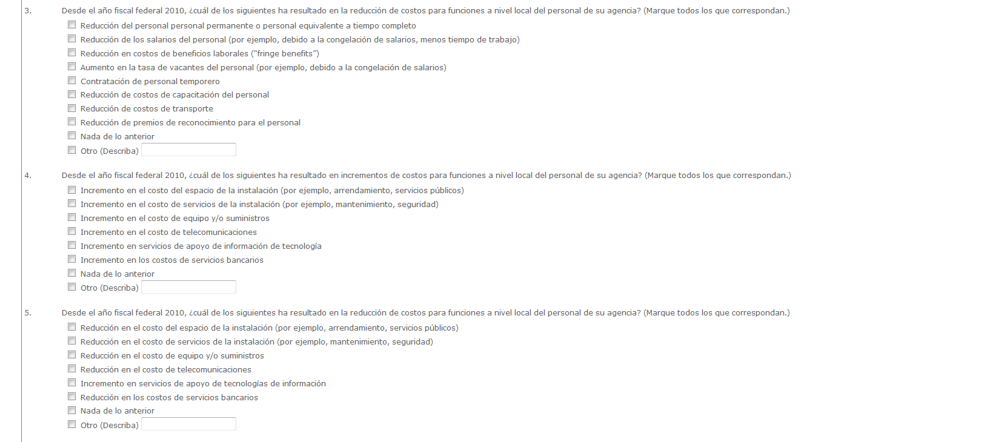 3. Desde el año fiscal federal 2010, ¿cuál de los siguientes ha resultado en la reducción de costos para funciones a nivel local del personal de su agencia? (Marque todos los que correspondan.)
Reducción del personal personal permanente o personal equivalente a tiempo completo
Reducción de los salarios del personal (por ejemplo, debido a la congelación de salarios, menos tiempo de trabajo)
Reducción en costos de beneficios laborales (“fringe benefits”)
Aumento en la tasa de vacantes del personal (por ejemplo, debido a la congelación de salarios)
Contratación de personal temporero
Reducción de costos de capacitación del personal
Reducción de costos de transporte
Reducción de premios de reconocimiento para el personal
Nada de lo anterior
Otro (Describa)
4. Desde el año fiscal federal 2010, ¿cuál de los siguientes ha resultado en incrementos de costos para funciones a nivel local del personal de su agencia? (Marque todos los que correspondan.)
Incremento en el costo del espacio de la instalación (por ejemplo, arrendamiento, servicios públicos)
Incremento en el costo de servicios de la instalación (por ejemplo, mantenimiento, seguridad)
Incremento en el costo de equipo y/o suministros
Incremento en el costo de telecomunicaciones
Incremento en servicios de apoyo de información de tecnología
Incremento en los costos de servicios bancarios
Nada de lo anterior
Otro (Describa)
5. Desde el año fiscal federal 2010, ¿cuál de los siguientes ha resultado en la reducción de costos para funciones a nivel local del personal de su agencia? (Marque todos los que correspondan.)
Reducción en el costo del espacio de la instalación (por ejemplo, arrendamiento, servicios públicos)
Reducción en el costo de servicios de la instalación (por ejemplo, mantenimiento, seguridad)
Reducción en el costo de equipo y/o suministros
Reducción en el costo de telecomunicaciones
Incremento en servicios de apoyo de tecnologías de información
Reducción en los costos de servicios bancarios
Nada de lo anterior
Otro (Describa)